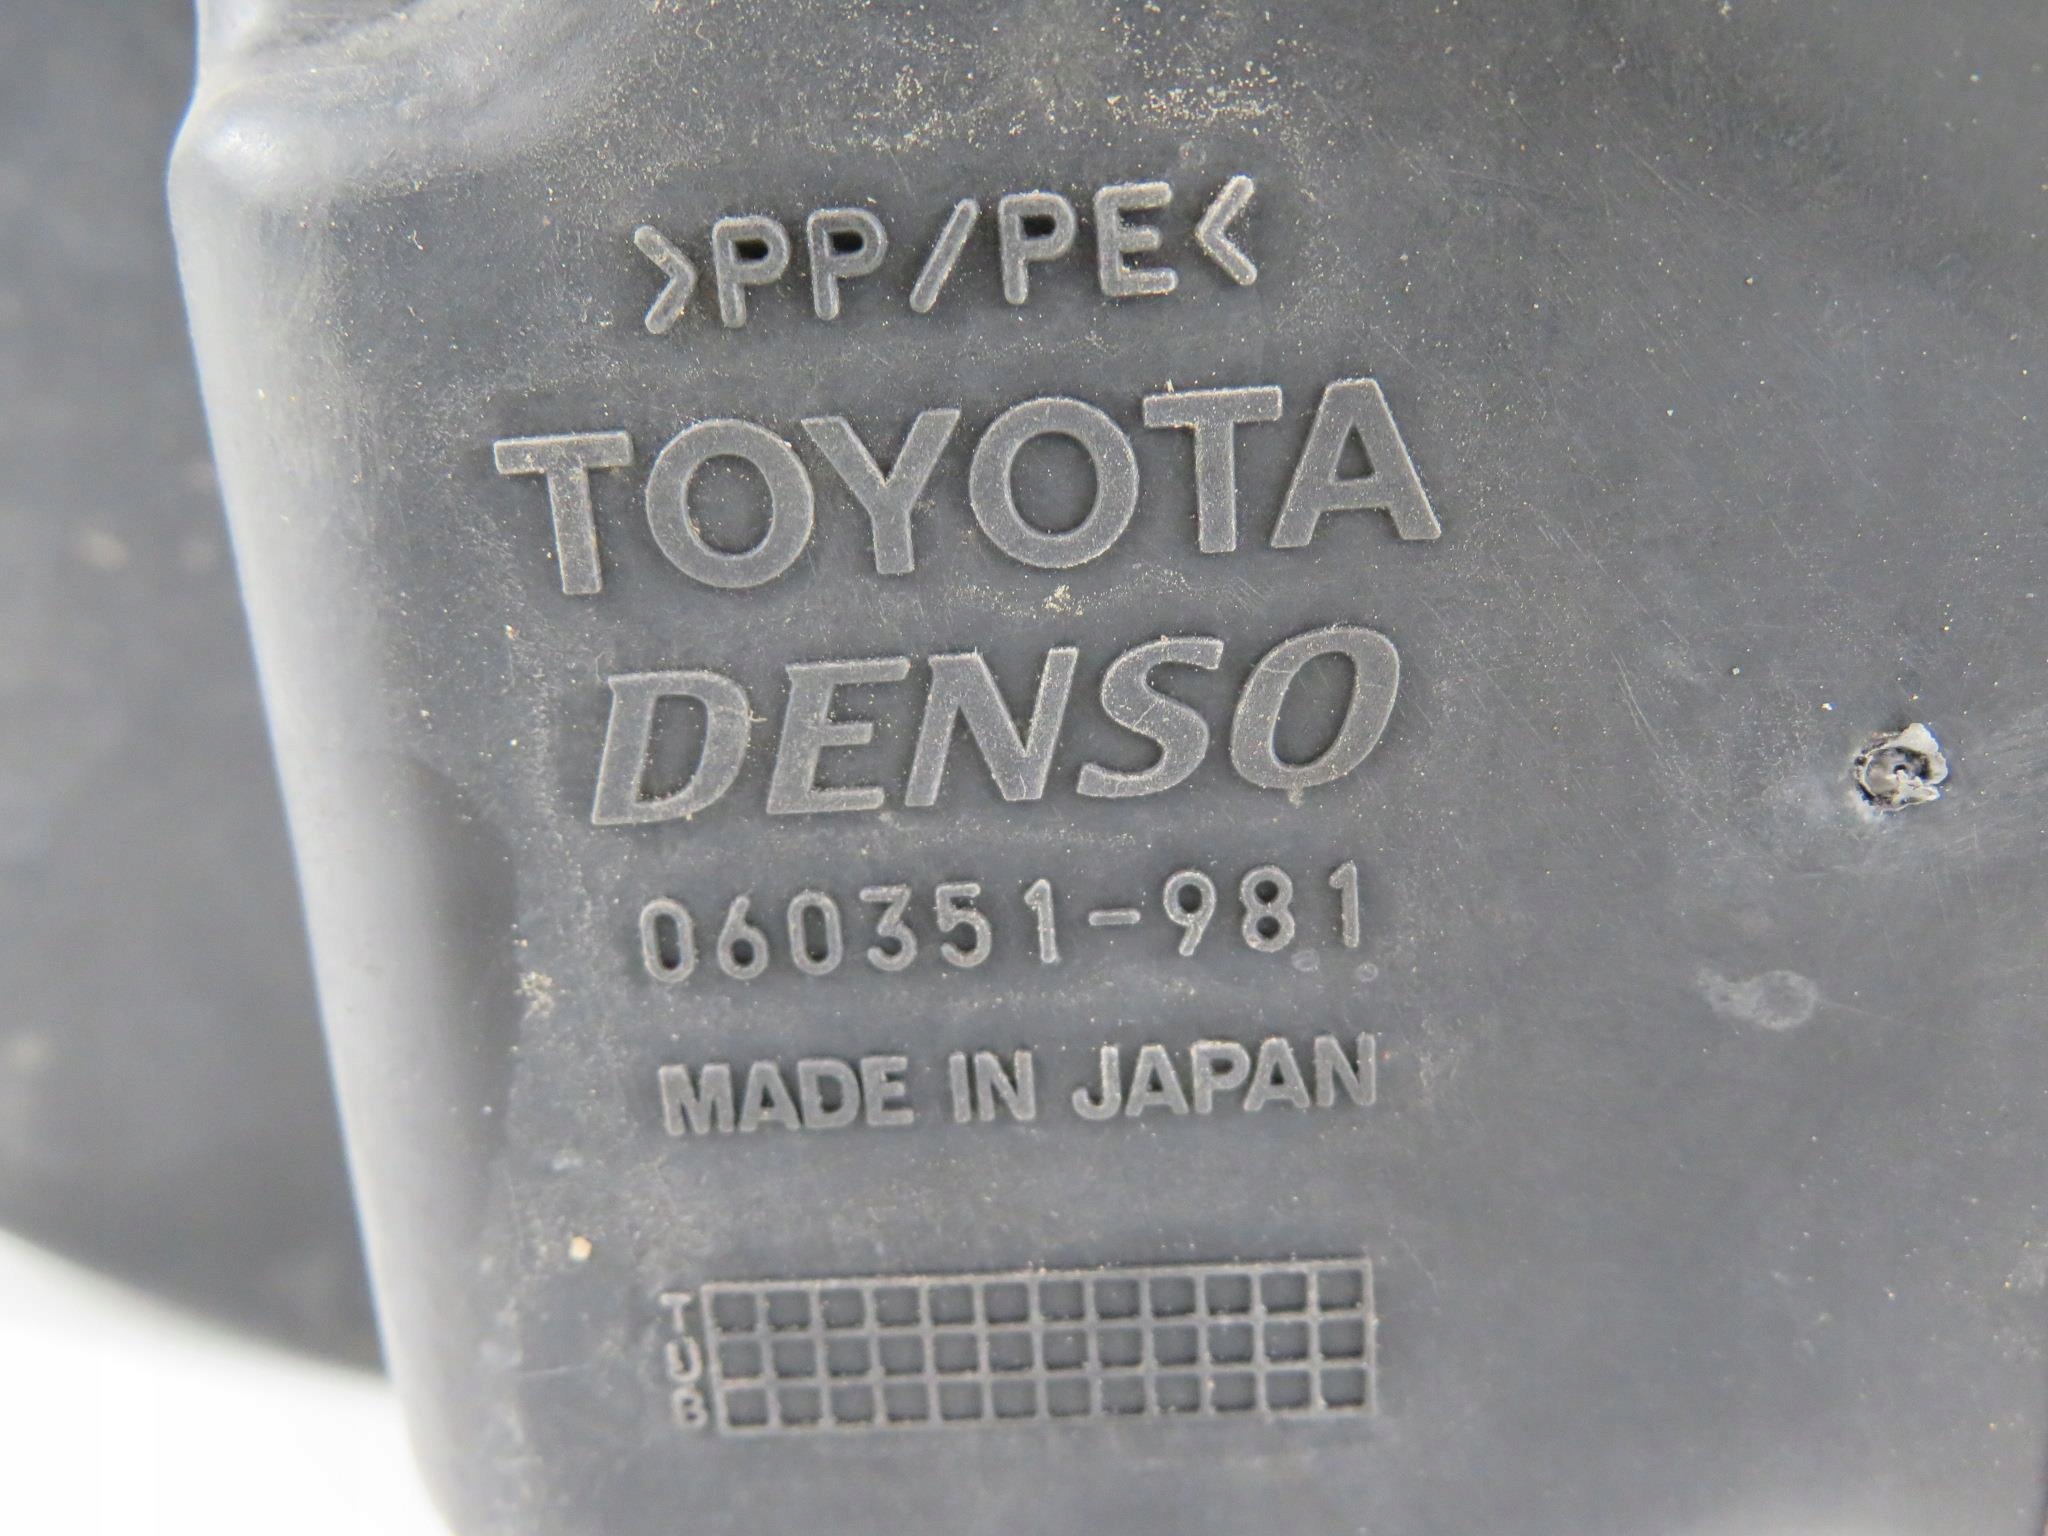 >PP/PE<
TOYOTA
DENSO
060351-981
MADE IN JAPAN
T
U
B